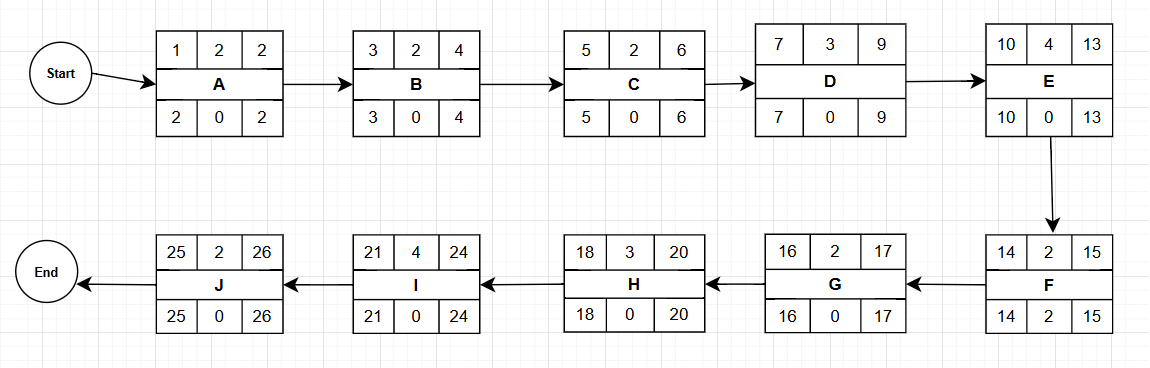 Start
1 2 2
A
2 0 2
3 2 4
B
3 0 4
5 2 6
C
5 0 6
7 3 9
D
7 0 9
10 4 13
E
10 0 13
14 2 15
F
14 2 15
16 2 17
G
16 0 17
18 3 20
H
18 0 20
21 4 24
I
21 0 24
25 2 26
J
25 0 26
End